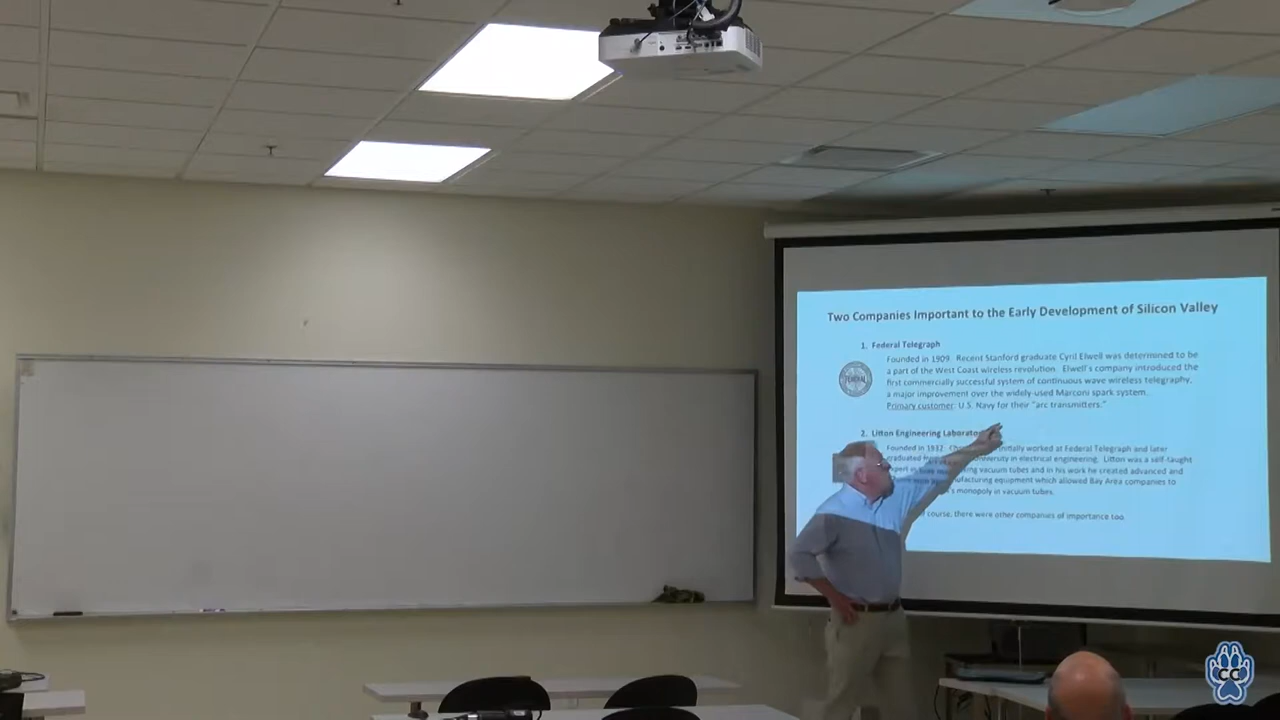 Two Companies Important to the Early Development of Silicon Valley
1. Federal Telegraph
Founded in 1909. Recent Stanford graduate Cyril Elwell was determined to be
a part of the West Coast wireless revolution. Elwell's company introduced the
first commercially successful system of continuous wave wireless telegraphy,
a major improvement over the widely-used Marconi spark system.
Primary customer: U.S. Navy for their "arc transmitters."
FEDERAL
2. Litton Engineering
Founded in 1932. initially worked at Federal Telegraph and later
graduated in electrical engineering. Litton was a self-taught
vacuum tubes and in his work he created advanced and
equipment which allowed Bay Area companies to
monopoly in vacuum tubes.
course, there were other companies of importance too.
CC